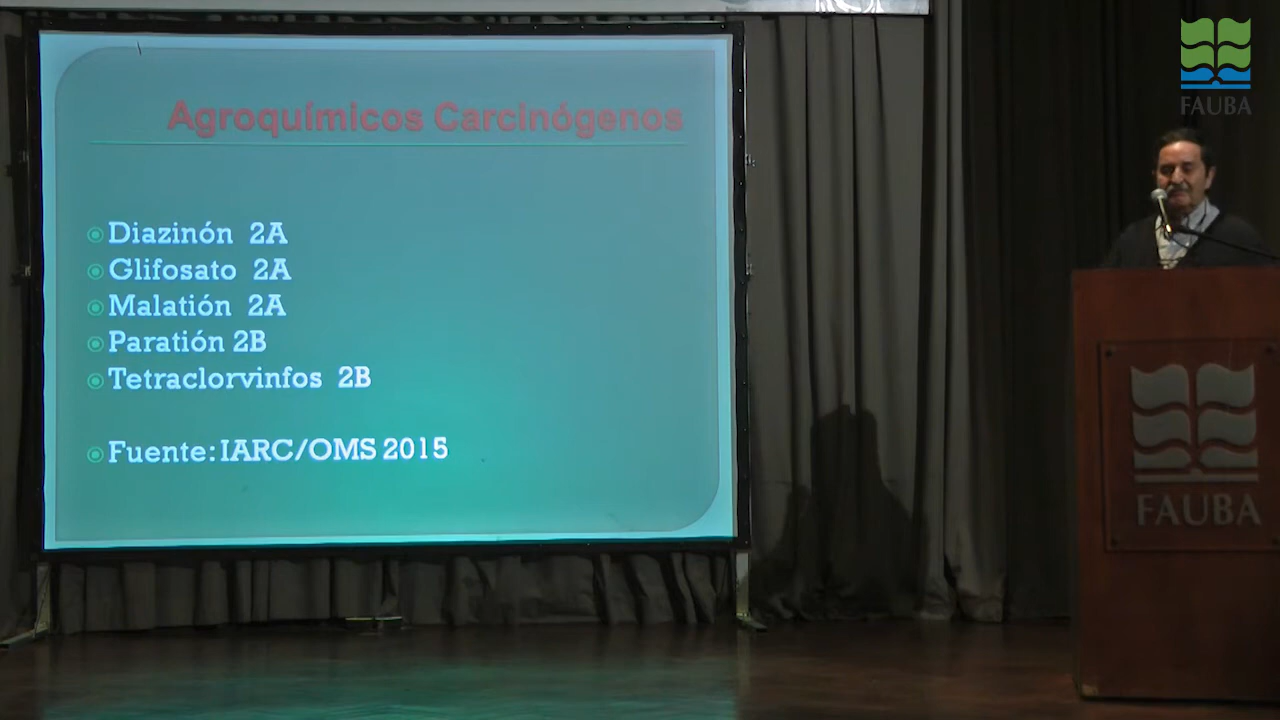 Agroquímicos Carcinógenos
Diazinón 2A
Glifosato 2A
Malatión 2A
Paratión 2B
Tetraclorvinfos 2B
Fuente: IARC/OMS 2015
FAUBA
FAUBA